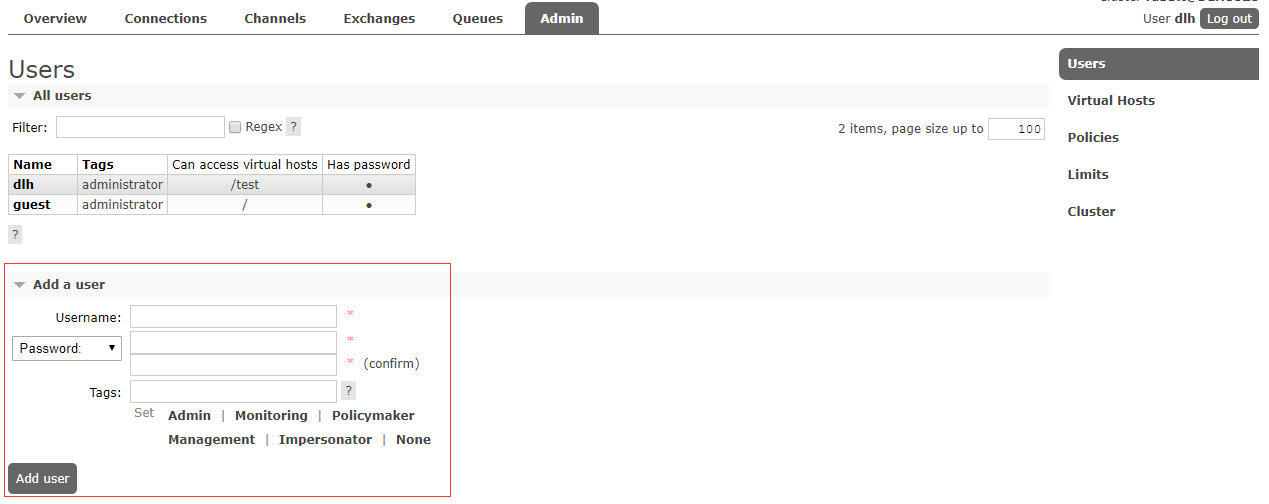 Overview Connections Channels Exchanges Queues Admin
User dlh Log out
Users
All users
Filter: Regex ? 2 items, page size up to 100
Name Tags Can access virtual hosts Has password
dlh administrator /test ●
guest administrator / ●
?
Add a user
Username: *
Password: *
* (confirm)
Tags: ?
Set Admin | Monitoring | Policymaker
Management | Impersonator | None
Add user
Users
Virtual Hosts
Policies
Limits
Cluster